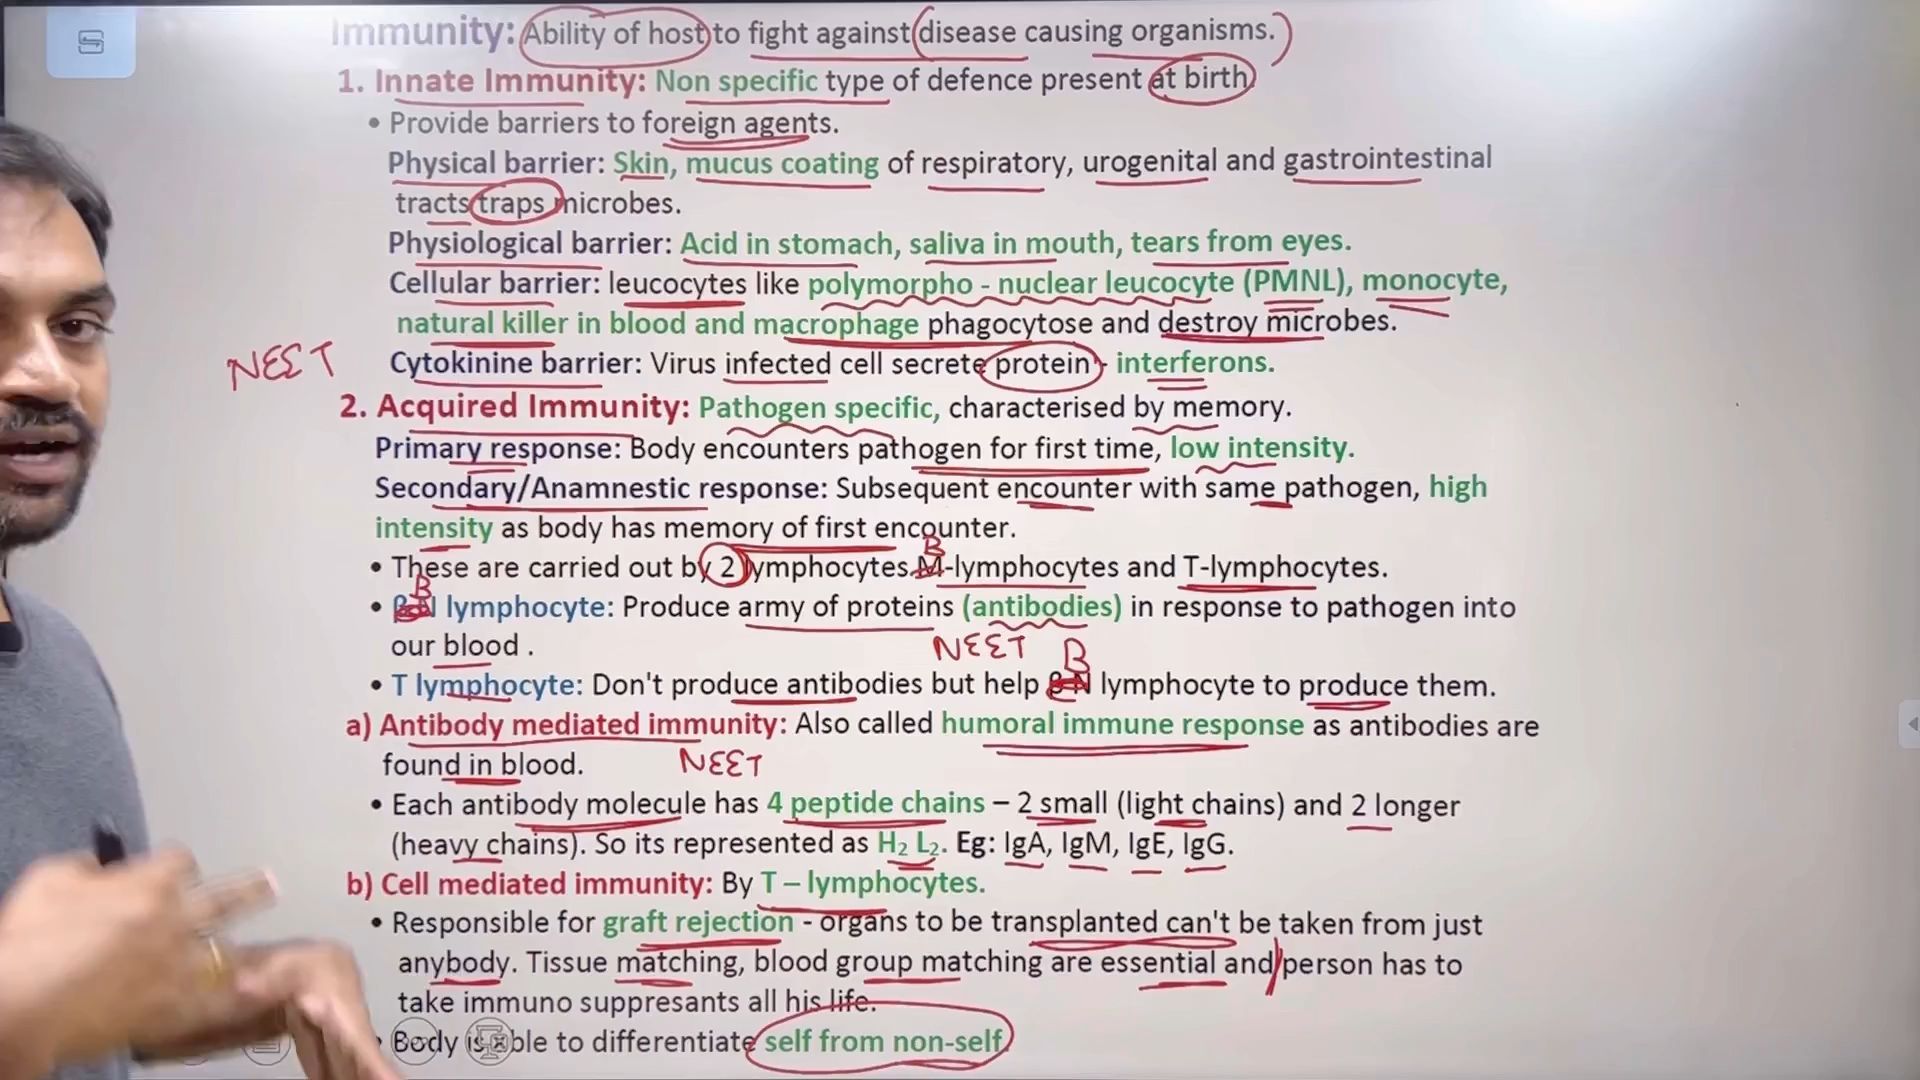 Immunity: Ability of host to fight against disease causing organisms.
1. Innate Immunity: Non specific type of defence present at birth
• Provide barriers to foreign agents.
Physical barrier: Skin, mucus coating of respiratory, urogenital and gastrointestinal
tracts traps microbes.
Physiological barrier: Acid in stomach, saliva in mouth, tears from eyes.
Cellular barrier: leucocytes like polymorpho - nuclear leucocyte (PMNL), monocyte,
natural killer in blood and macrophage phagocytose and destroy microbes.
NEET Cytokinine barrier: Virus infected cell secrete protein - interferons.
2. Acquired Immunity: Pathogen specific, characterised by memory.
Primary response: Body encounters pathogen for first time, low intensity.
Secondary/Anamnestic response: Subsequent encounter with same pathogen, high
intensity as body has memory of first encounter.
• These are carried out by 2 lymphocytes B-lymphocytes and T-lymphocytes.
• B lymphocyte: Produce army of proteins (antibodies) in response to pathogen into
our blood . NEET
• T lymphocyte: Don't produce antibodies but help B lymphocyte to produce them.
a) Antibody mediated immunity: Also called humoral immune response as antibodies are
found in blood. NEET
• Each antibody molecule has 4 peptide chains – 2 small (light chains) and 2 longer
(heavy chains). So its represented as H₂ L₂. Eg: IgA, IgM, IgE, IgG.
b) Cell mediated immunity: By T – lymphocytes.
• Responsible for graft rejection - organs to be transplanted can't be taken from just
anybody. Tissue matching, blood group matching are essential and person has to
take immuno suppresants all his life.
Body is able to differentiate self from non-self.